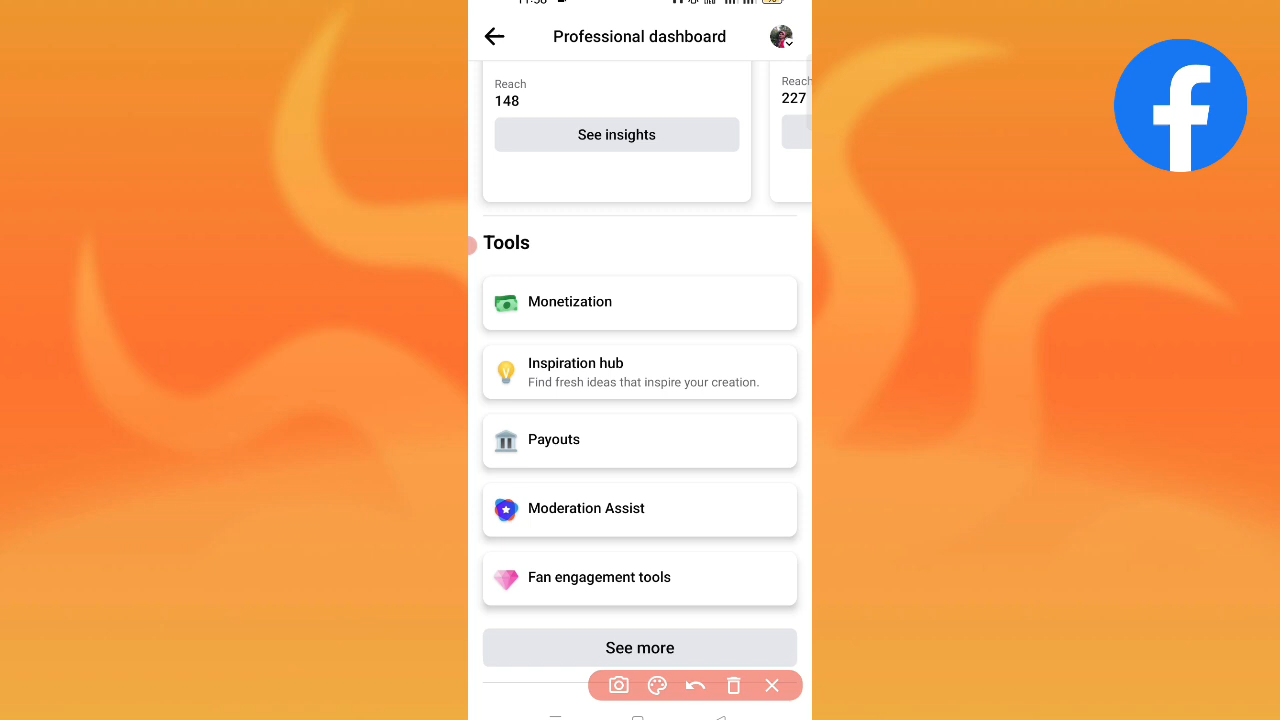 Professional dashboard
Reach
148
See insights
Reach
227
Tools
Monetization
Inspiration hub
Find fresh ideas that inspire your creation.
Payouts
Moderation Assist
Fan engagement tools
See more